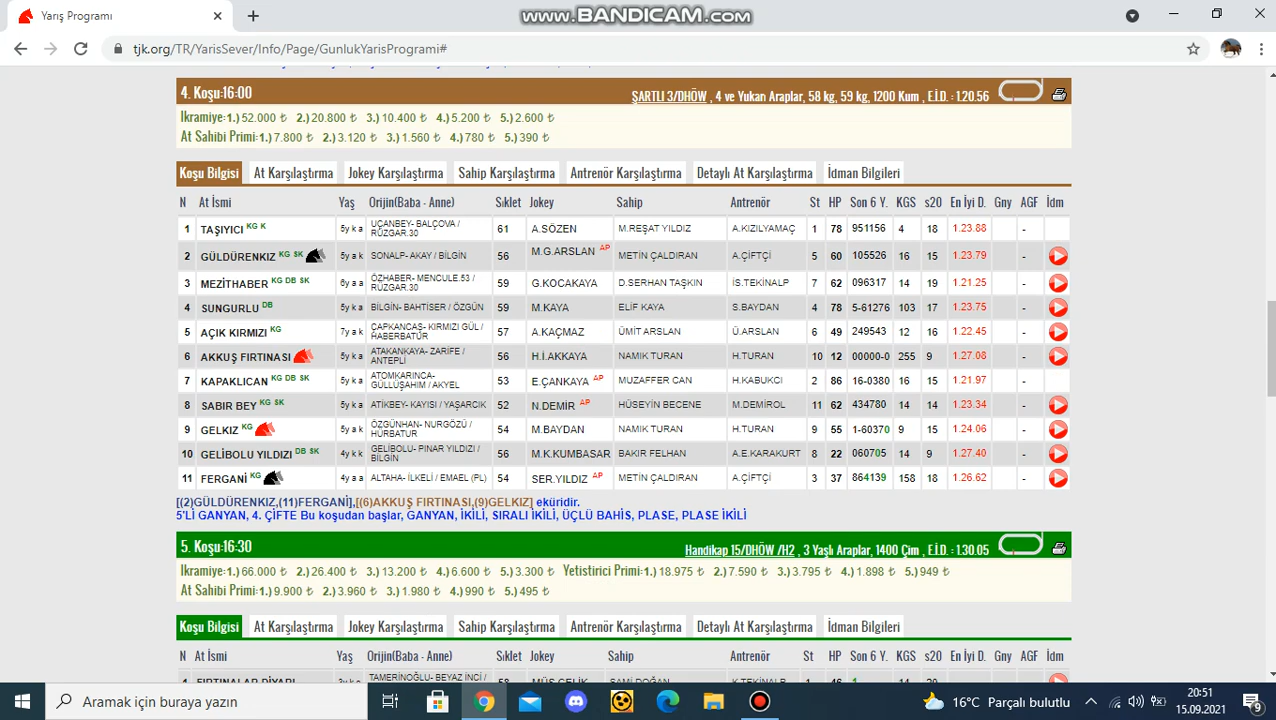 Yarış Programı
www.BANDICAM.com
tjk.org/TR/YarisSever/Info/Page/GunlukYarisProgrami#
4. Koşu:16:00 ŞARTLI 3/DHÖW , 4 ve Yukarı Araplar, 58 kg, 59 kg, 1200 Kum , E.İ.D. : 1.20.56
Ikramiye:1.) 52.000 ₺ 2.) 20.800 ₺ 3.) 10.400 ₺ 4.) 5.200 ₺ 5.) 2.600 ₺
At Sahibi Primi:1.) 7.800 ₺ 2.) 3.120 ₺ 3.) 1.560 ₺ 4.) 780 ₺ 5.) 390 ₺
Koşu Bilgisi At Karşılaştırma Jokey Karşılaştırma Sahip Karşılaştırma Antrenör Karşılaştırma Detaylı At Karşılaştırma İdman Bilgileri
N At İsmi Yaş Orijin(Baba - Anne) Sıklet Jokey Sahip Antrenör St HP Son 6 Y. KGS s20 En İyi D. Gny AGF İdm
1 TAŞIYICI KG K 5y k a UÇANBEY- BALÇOVA / RÜZGAR.30 61 A.SÖZEN M.REŞAT YILDIZ A.KIZILYAMAÇ 1 78 951156 4 18 1.23.88 -
2 GÜLDÜRENKIZ KG SK 5y a k SONALP- AKAY / BİLGİN 56 M.G.ARSLAN AP METİN ÇALDIRAN A.ÇİFTÇİ 5 60 105526 16 15 1.23.79 -
3 MEZİTHABER KG DB SK 8y a a ÖZHABER- MENCULE.53 / RÜZGAR.30 59 G.KOCAKAYA D.SERHAN TAŞKIN İS.TEKİNALP 7 62 096317 14 19 1.21.25 -
4 SUNGURLU DB 5y k a BİLGİN- BAHTİSER / ÖZGÜN 59 M.KAYA ELİF KAYA S.BAYDAN 4 78 5-61276 103 17 1.23.75 -
5 AÇIK KIRMIZI KG 7y k a ÇAPKANCAŞ- KIRMIZI GÜL / HABERBATUR 57 A.KAÇMAZ ÜMİT ARSLAN Ü.ARSLAN 6 49 249543 12 16 1.22.45 -
6 AKKUŞ FIRTINASI 5y k a ATAKANKAYA- ZARİFE / ANTEPLİ 56 H.İ.AKKAYA NAMIK TURAN H.TURAN 10 12 00000-0 255 9 1.27.08 -
7 KAPAKLICAN KG DB SK 5y k a ATOMKARINCA- GÜLLÜŞAHIM / AKYEL 53 E.ÇANKAYA AP MUZAFFER CAN H.KABUKCI 2 86 16-0380 16 15 1.21.97 -
8 SABIR BEY KG SK 5y k a ATİKBEY- KAYISI / YAŞARCIK 52 N.DEMİR AP HÜSEYİN BECENE M.DEMİROL 11 62 434780 14 14 1.23.34 -
9 GELKIZ KG 5y k k ÖZGÜNHAN- NURGÖZÜ / HÜRBATUR 54 M.BAYDAN NAMIK TURAN H.TURAN 9 55 1-60370 9 15 1.24.06 -
10 GELİBOLU YILDIZI DB SK 4y k k GELİBOLU- PINAR YILDIZI / BİLGİN 56 M.K.KUMBASAR BAKIR FELHAN A.E.KARAKURT 8 22 060705 14 9 1.27.40 -
11 FERGANİ KG 4y a a ALTAHA- İLKELİ / EMAEL (PL) 54 SER.YILDIZ AP METİN ÇALDIRAN A.ÇİFTÇİ 3 37 864139 158 18 1.26.62 -
[(2)GÜLDÜRENKIZ,(11)FERGANİ],[(6)AKKUŞ FIRTINASI,(9)GELKIZ] eküridir.
5'Lİ GANYAN, 4. ÇİFTE Bu koşudan başlar, GANYAN, İKİLİ, SIRALI İKİLİ, ÜÇLÜ BAHİS, PLASE, PLASE İKİLİ
5. Koşu:16:30 Handikap 15/DHÖW /H2 , 3 Yaşlı Araplar, 1400 Çim , E.İ.D. : 1.30.05
Ikramiye:1.) 66.000 ₺ 2.) 26.400 ₺ 3.) 13.200 ₺ 4.) 6.600 ₺ 5.) 3.300 ₺ Yetistirici Primi:1.) 18.975 ₺ 2.) 7.590 ₺ 3.) 3.795 ₺ 4.) 1.898 ₺ 5.) 949 ₺
At Sahibi Primi:1.) 9.900 ₺ 2.) 3.960 ₺ 3.) 1.980 ₺ 4.) 990 ₺ 5.) 495 ₺
Koşu Bilgisi At Karşılaştırma Jokey Karşılaştırma Sahip Karşılaştırma Antrenör Karşılaştırma Detaylı At Karşılaştırma İdman Bilgileri
N At İsmi Yaş Orijin(Baba - Anne) Sıklet Jokey Sahip Antrenör St HP Son 6 Y. KGS s20 En İyi D. Gny AGF İdm
TAMERİNOĞLU- BEYAZ İNCİ /
Aramak için buraya yazın
16°C Parçalı bulutlu
20:51
15.09.2021
9